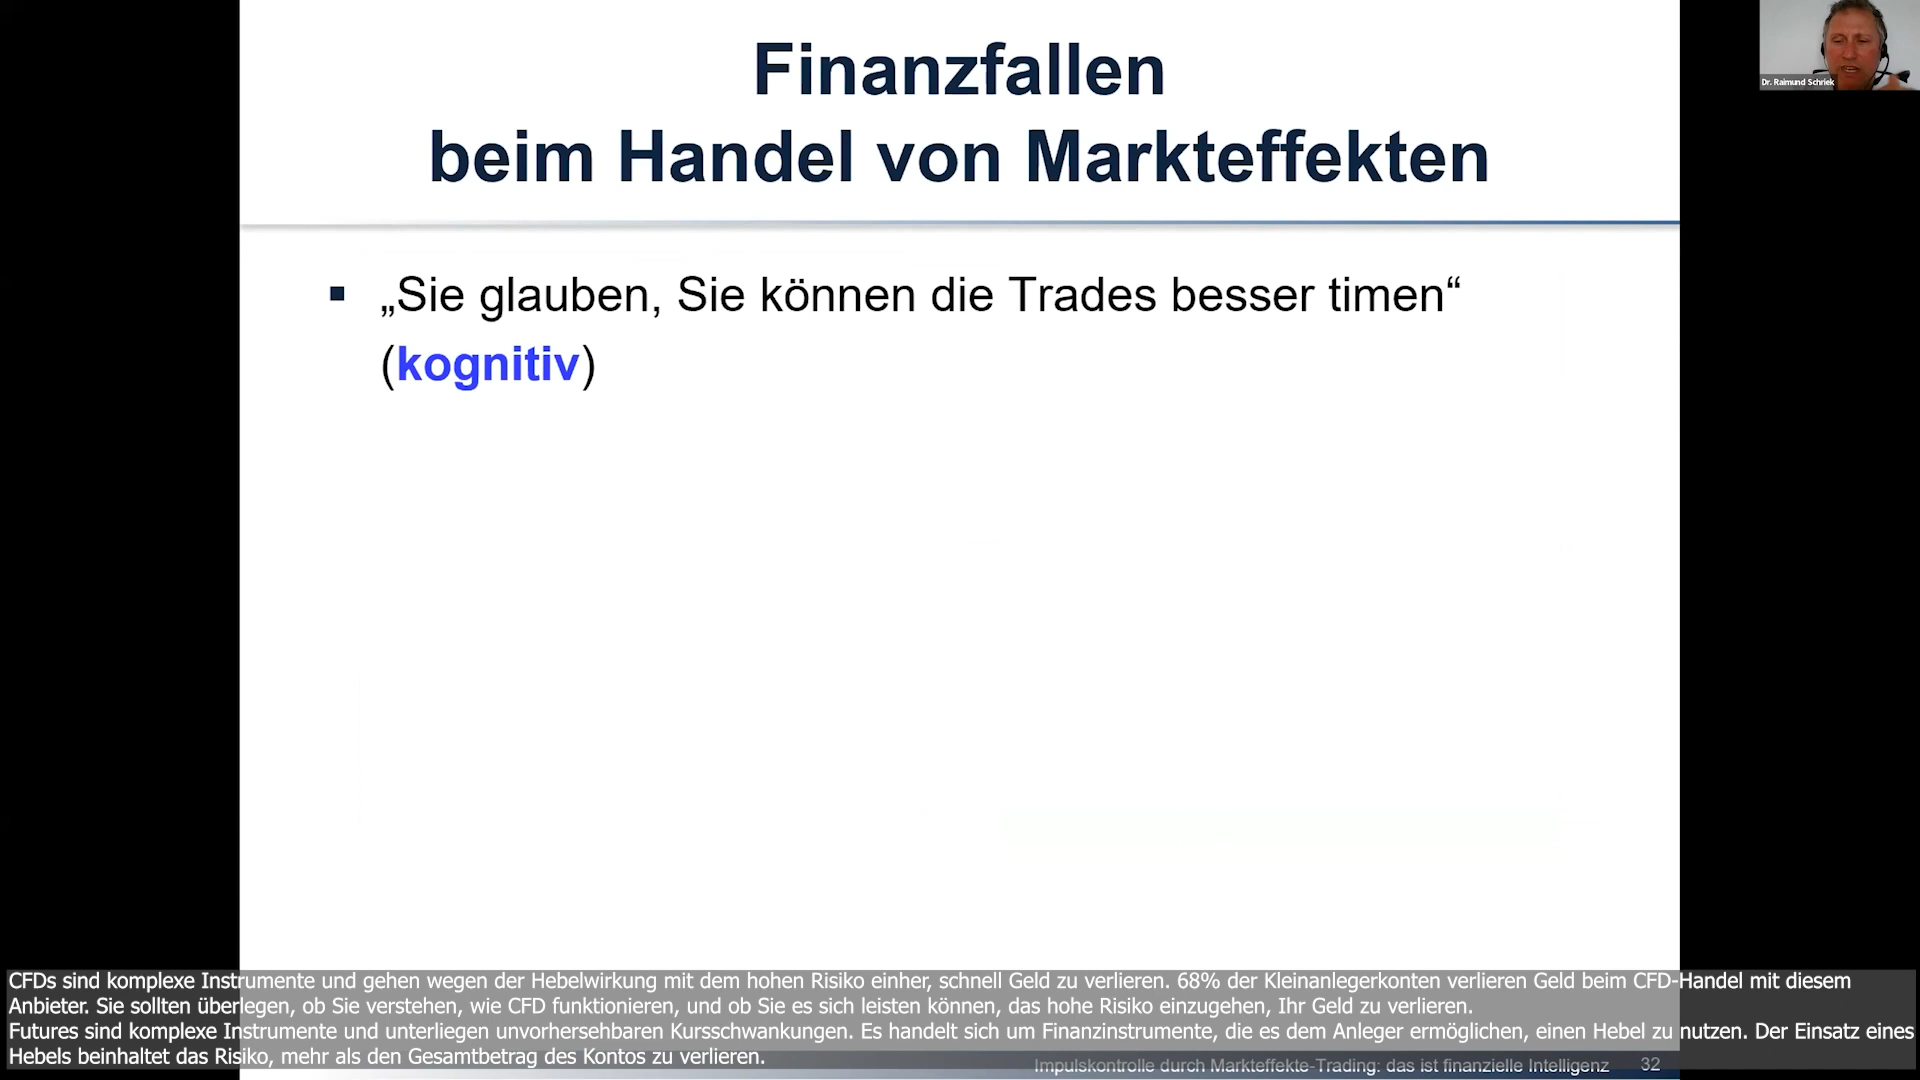 Finanzfallen
beim Handel von Markteffekten
Dr. Raimund Schriek
▪ „Sie glauben, Sie können die Trades besser timen“
(kognitiv)
CFDs sind komplexe Instrumente und gehen wegen der Hebelwirkung mit dem hohen Risiko einher, schnell Geld zu verlieren. 68% der Kleinanlegerkonten verlieren Geld beim CFD-Handel mit diesem
Anbieter. Sie sollten überlegen, ob Sie verstehen, wie CFD funktionieren, und ob Sie es sich leisten können, das hohe Risiko einzugehen, Ihr Geld zu verlieren.
Futures sind komplexe Instrumente und unterliegen unvorhersehbaren Kursschwankungen. Es handelt sich um Finanzinstrumente, die es dem Anleger ermöglichen, einen Hebel zu nutzen. Der Einsatz eines
Hebels beinhaltet das Risiko, mehr als den Gesamtbetrag des Kontos zu verlieren.
Impulskontrolle durch Markteffekte-Trading: das ist finanzielle Intelligenz 32